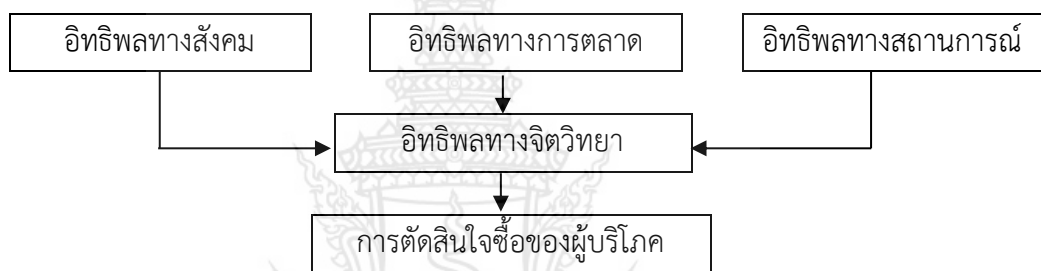 อิทธิพลทางสังคม
อิทธิพลทางการตลาด
อิทธิพลทางสถานการณ์
อิทธิพลทางจิตวิทยา
การตัดสินใจซื้อของผู้บริโภค